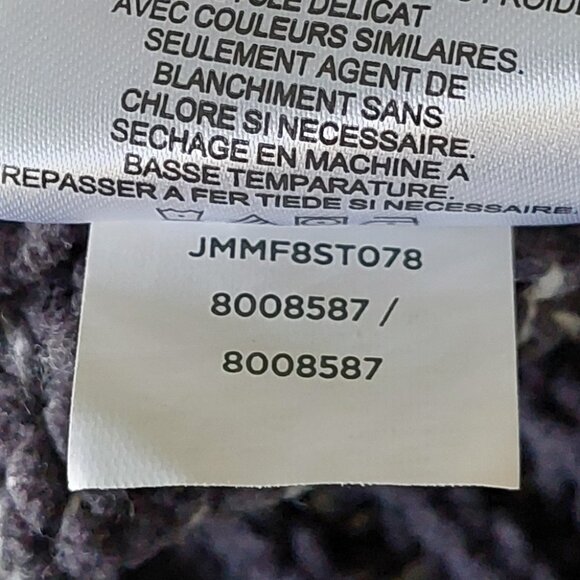 DELICAT
AVEC COULEURS SIMILAIRES.
SEULEMENT AGENT DE
BLANCHIMENT SANS
CHLORE SI NECESSAIRE.
SECHAGE EN MACHINE A
BASSE TEMPARATURE.
REPASSER A FER TIEDE SI NECESSAIRE.
JMMF8ST078
8008587 /
8008587